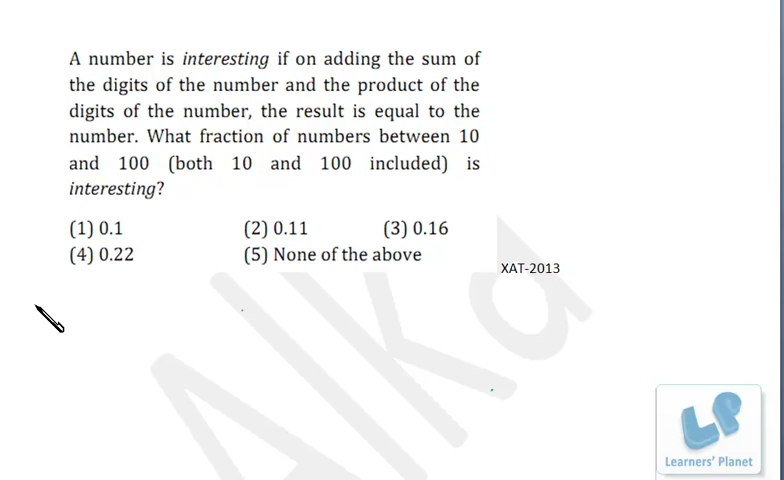 A number is interesting if on adding the sum of
the digits of the number and the product of the
digits of the number, the result is equal to the
number. What fraction of numbers between 10
and 100 (both 10 and 100 included) is
interesting?
(1) 0.1 (2) 0.11 (3) 0.16
(4) 0.22 (5) None of the above
XAT-2013
Alka
LP
Learners' Planet